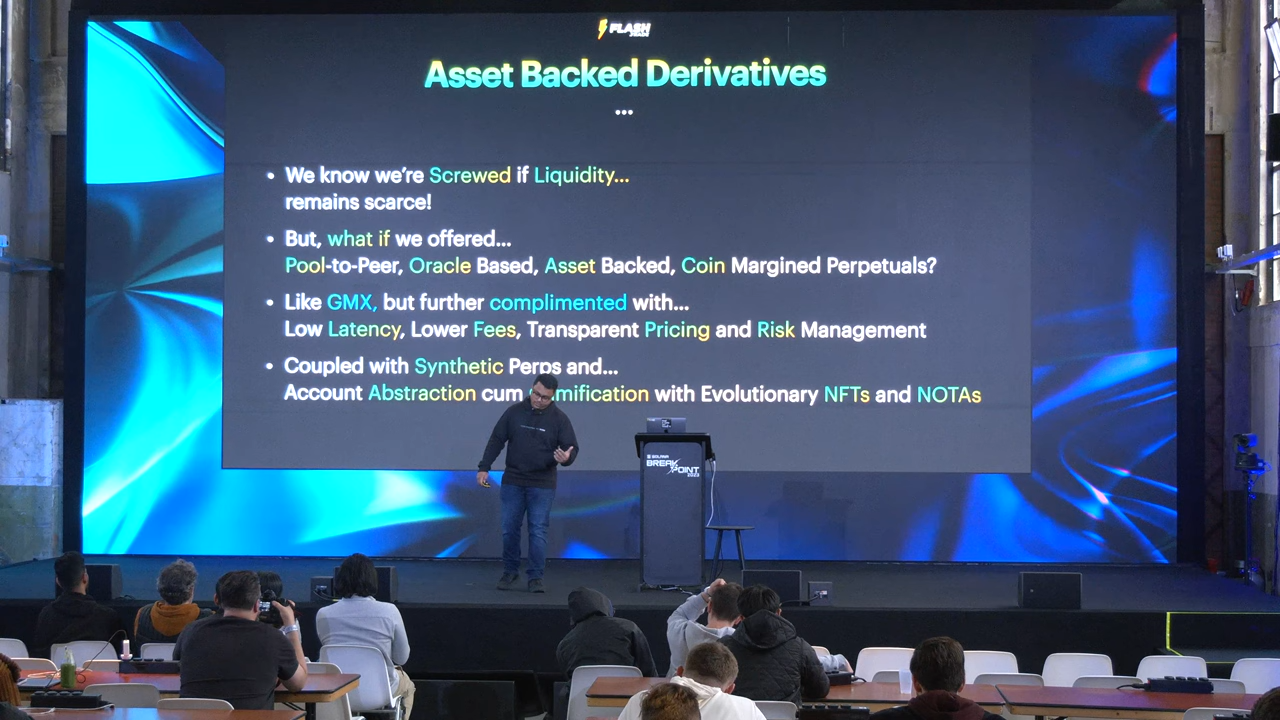 FLASH
TRADE
Asset Backed Derivatives
...
• We know we're Screwed if Liquidity...
remains scarce!
• But, what if we offered...
Pool-to-Peer, Oracle Based, Asset Backed, Coin Margined Perpetuals?
• Like GMX, but further complimented with...
Low Latency, Lower Fees, Transparent Pricing and Risk Management
• Coupled with Synthetic Perps and...
Account Abstraction cum mification with Evolutionary NFTs and NOTAs
SOLANA
BREAKPOINT
2023